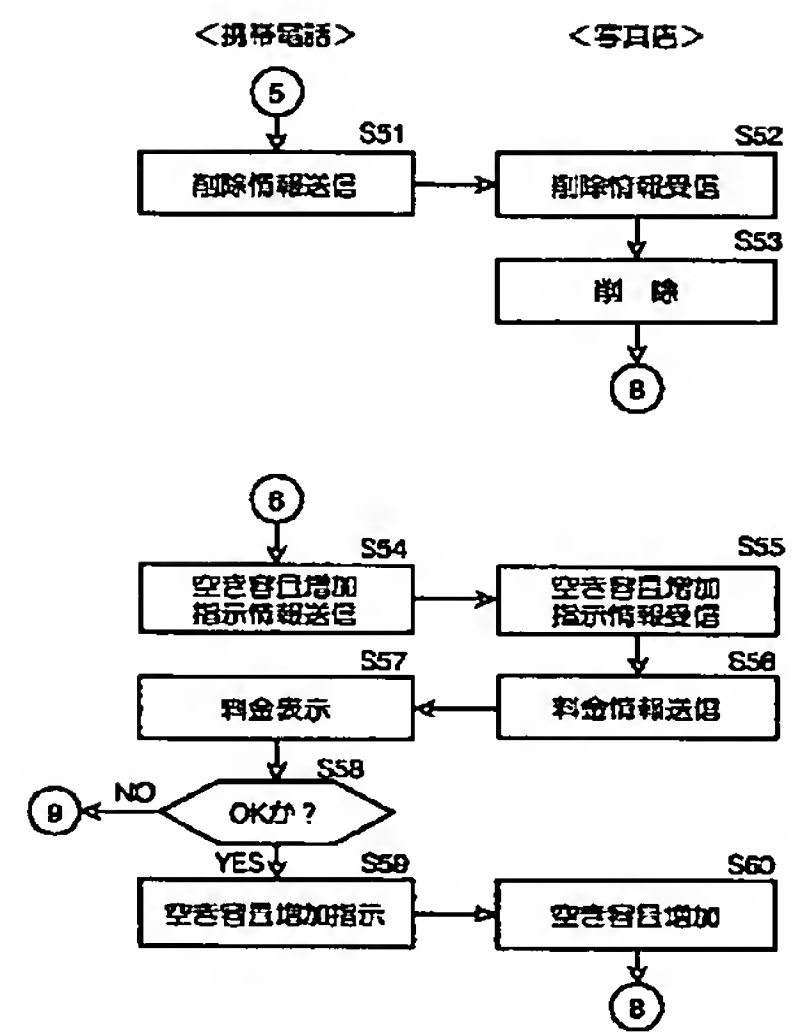 <携帯電話> <写真店>
5
S51 S52
削除情報送信 削除情報受信
S53
削 除
8
6
S54 S55
空き容量増加 空き容量増加
指示情報送信 指示情報受信
S57 S56
料金表示 料金情報送信
S58
NO
9 OKか?
YES S59 S60
空き容量増加指示 空き容量増加
8